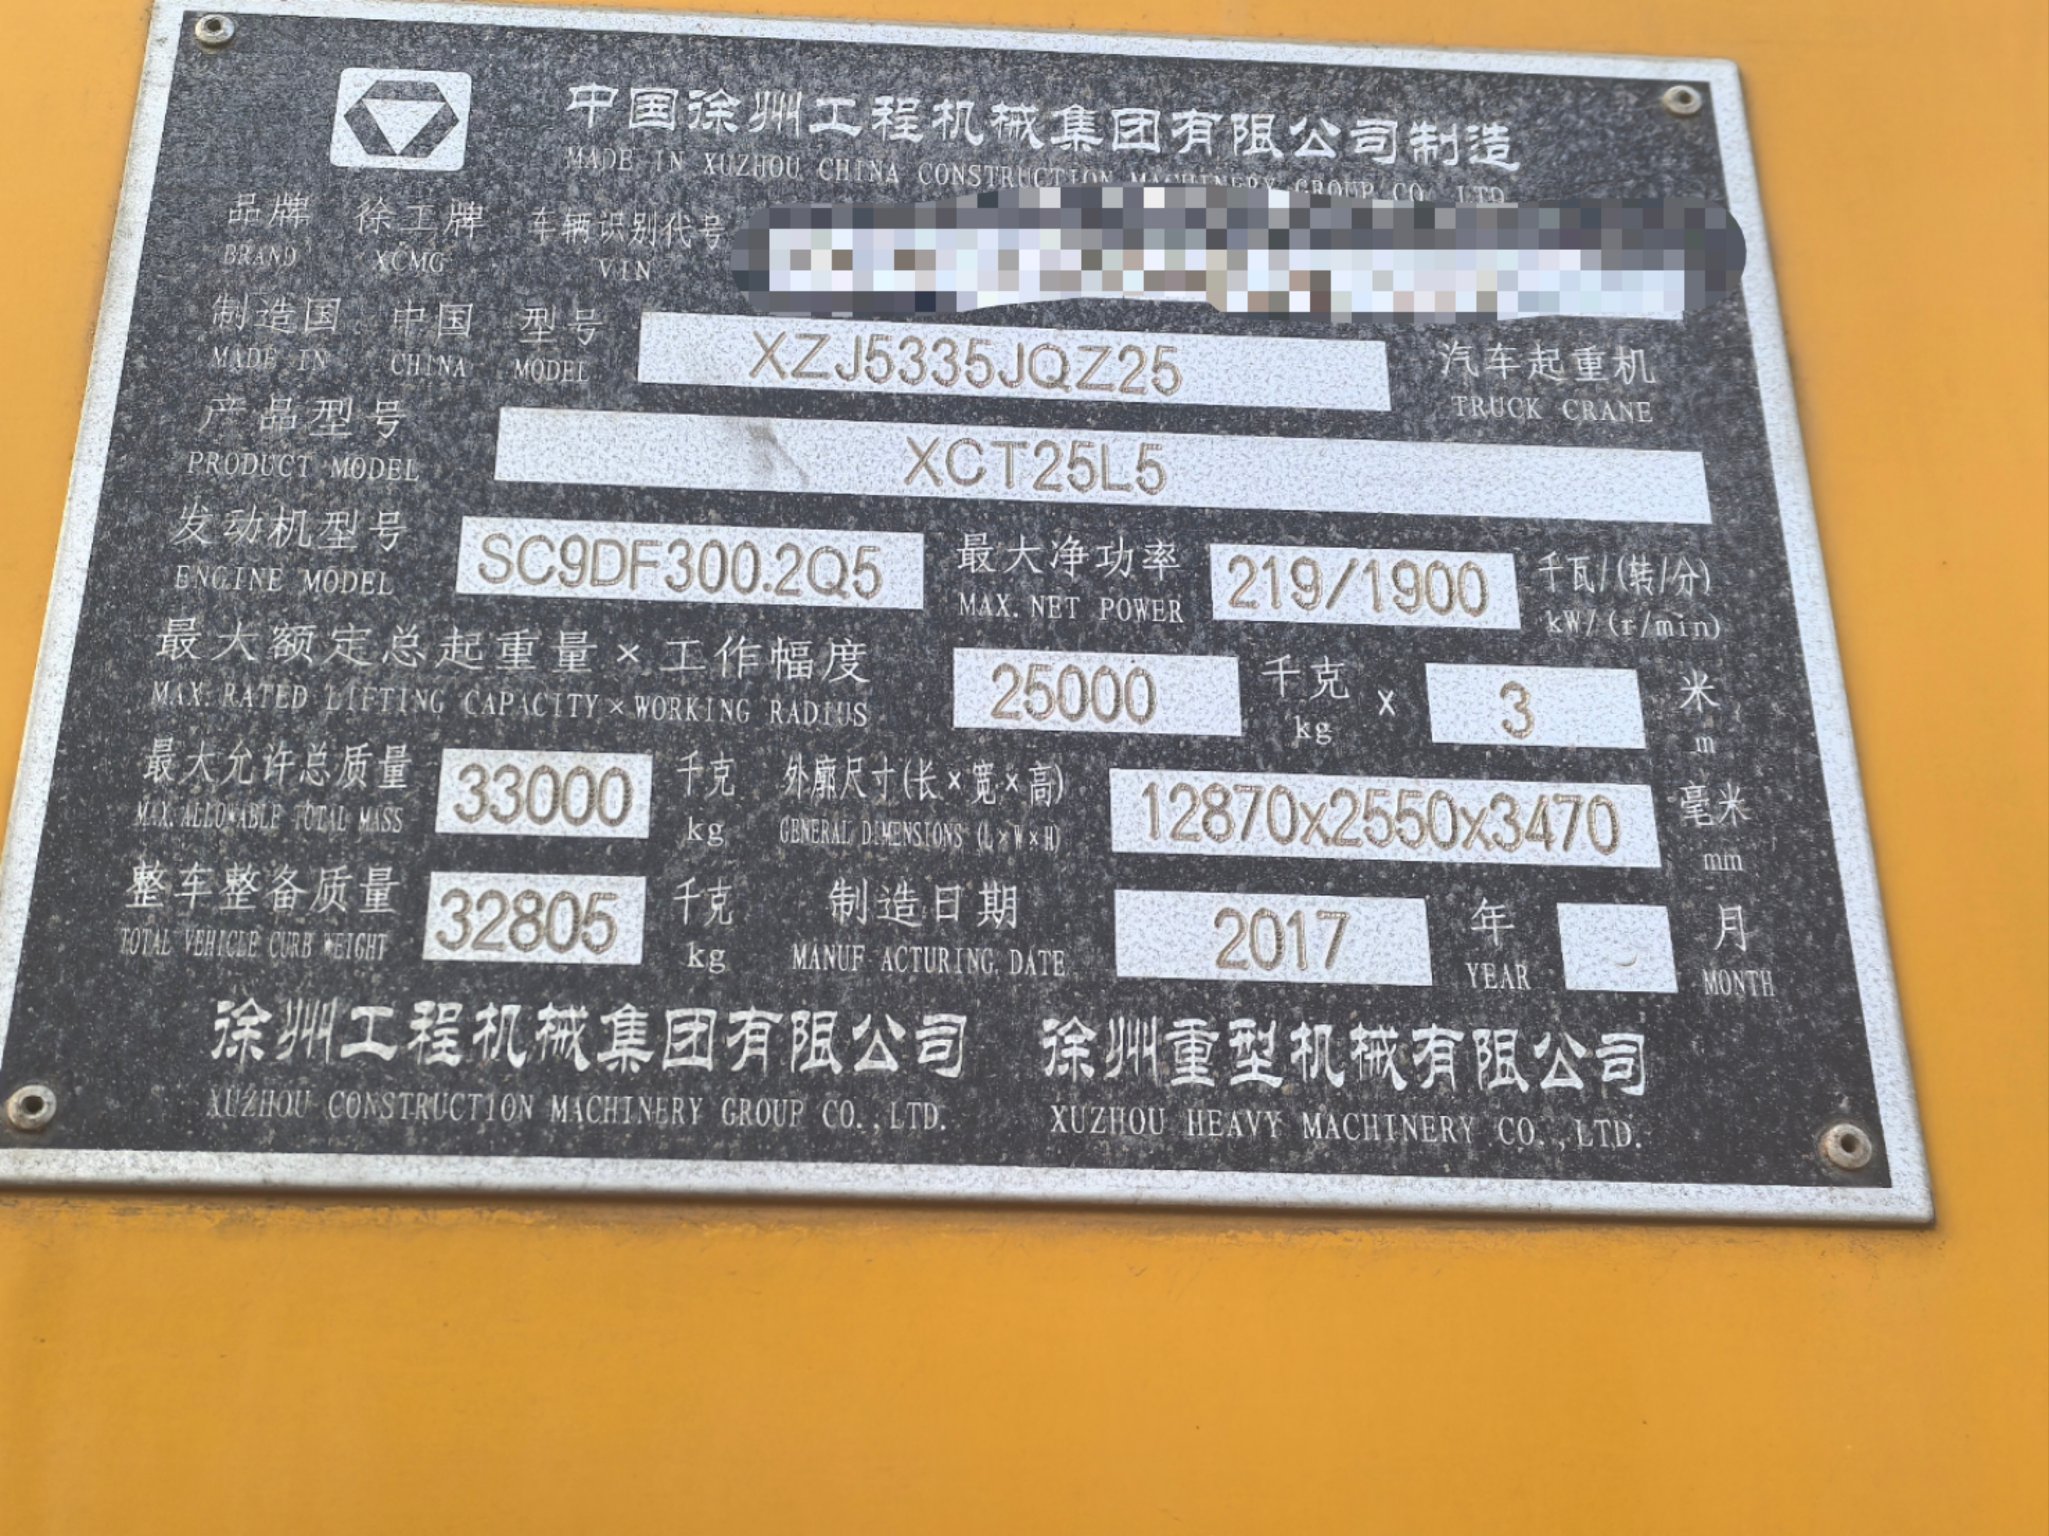 中国徐州工程机械集团有限公司制造
MADE IN XUZHOU CHINA CONSTRUCTION MACHINERY GROUP CO., LTD.
品牌 徐工牌 车辆识别代号
BRAND XCMG VIN
制造国 中国 型号 XZJ5335JQZ25 汽车起重机
MADE IN CHINA MODEL TRUCK CRANE
产品型号 XCT25L5
PRODUCT MODEL
发动机型号 SC9DF300.2Q5 最大净功率 219/1900 千瓦/(转/分)
ENGINE MODEL MAX. NET POWER kW/(r/min)
最大额定总起重量×工作幅度 25000 千克 x 3 米
MAX. RATED LIFTING CAPACITY×WORKING RADIUS kg m
最大允许总质量 33000 千克 外廓尺寸(长×宽×高) 12870x2550x3470 毫米
MAX. ALLOWABLE TOTAL MASS kg GENERAL DIMENSIONS (L×W×H) mm
整车整备质量 32805 千克 制造日期 2017 年 月
TOTAL VEHICLE CURB WEIGHT kg MANUF ACTURING DATE YEAR MONTH
徐州工程机械集团有限公司 徐州重型机械有限公司
XUZHOU CONSTRUCTION MACHINERY GROUP CO., LTD. XUZHOU HEAVY MACHINERY CO., LTD.